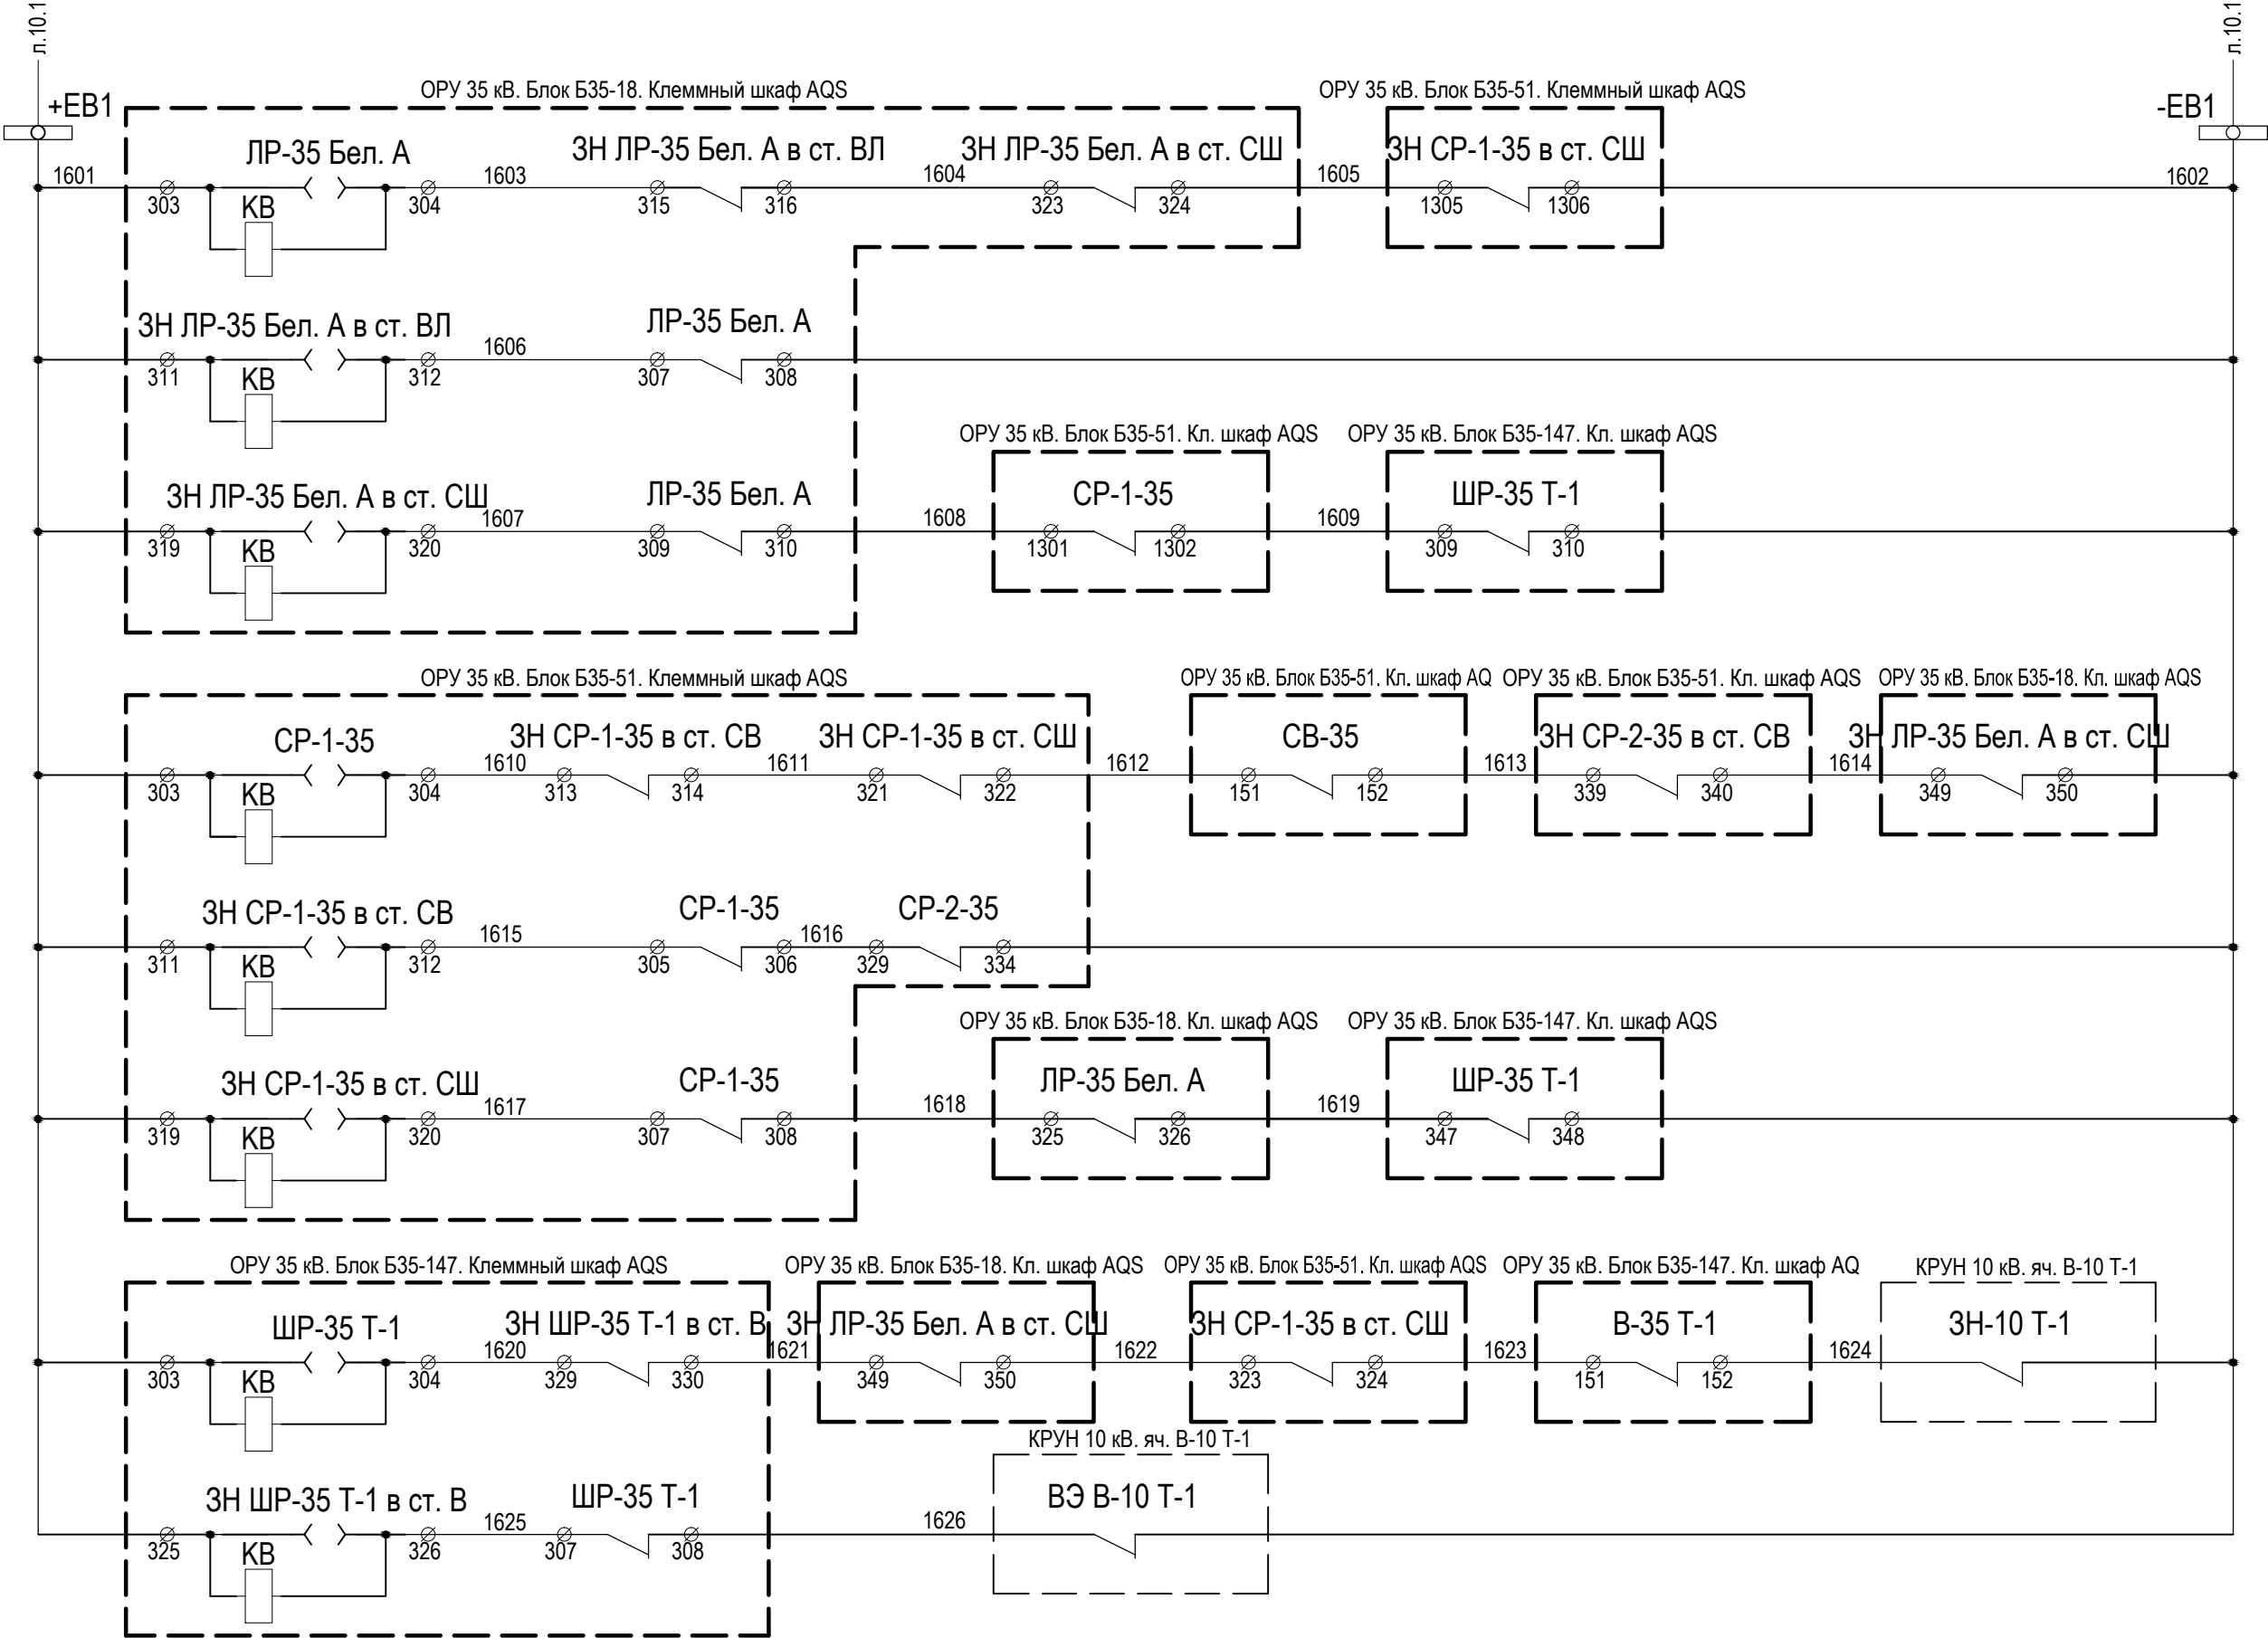 л.10.1
л.10.1
+EB1
-EB1
ОРУ 35 кВ. Блок Б35-18. Клеммный шкаф AQS
ОРУ 35 кВ. Блок Б35-51. Клеммный шкаф AQS
ЛР-35 Бел. А
ЗН ЛР-35 Бел. А в ст. ВЛ
ЗН ЛР-35 Бел. А в ст. СШ
ЗН СР-1-35 в ст. СШ
1601
1603
1604
1605
1602
303
КВ
304
315
316
323
324
1305
1306
ЗН ЛР-35 Бел. А в ст. ВЛ
ЛР-35 Бел. А
1606
311
КВ
312
307
308
ОРУ 35 кВ. Блок Б35-51. Кл. шкаф AQS
ОРУ 35 кВ. Блок Б35-147. Кл. шкаф AQS
ЗН ЛР-35 Бел. А в ст. СШ
ЛР-35 Бел. А
СР-1-35
ШР-35 Т-1
1607
1608
1609
319
КВ
320
309
310
1301
1302
309
310
ОРУ 35 кВ. Блок Б35-51. Клеммный шкаф AQS
ОРУ 35 кВ. Блок Б35-51. Кл. шкаф AQ
ОРУ 35 кВ. Блок Б35-51. Кл. шкаф AQS
ОРУ 35 кВ. Блок Б35-18. Кл. шкаф AQS
СР-1-35
ЗН СР-1-35 в ст. СВ
ЗН СР-1-35 в ст. СШ
СВ-35
ЗН СР-2-35 в ст. СВ
ЗН ЛР-35 Бел. А в ст. СШ
1610
1611
1612
1613
1614
303
КВ
304
313
314
321
322
151
152
339
340
349
350
ЗН СР-1-35 в ст. СВ
СР-1-35
СР-2-35
1615
1616
311
КВ
312
305
306
329
334
ОРУ 35 кВ. Блок Б35-18. Кл. шкаф AQS
ОРУ 35 кВ. Блок Б35-147. Кл. шкаф AQS
ЗН СР-1-35 в ст. СШ
СР-1-35
ЛР-35 Бел. А
ШР-35 Т-1
1617
1618
1619
319
КВ
320
307
308
325
326
347
348
ОРУ 35 кВ. Блок Б35-147. Клеммный шкаф AQS
ОРУ 35 кВ. Блок Б35-18. Кл. шкаф AQS
ОРУ 35 кВ. Блок Б35-51. Кл. шкаф AQS
ОРУ 35 кВ. Блок Б35-147. Кл. шкаф AQ
КРУН 10 кВ. яч. В-10 Т-1
ШР-35 Т-1
ЗН ШР-35 Т-1 в ст. В
ЗН ЛР-35 Бел. А в ст. СШ
ЗН СР-1-35 в ст. СШ
В-35 Т-1
ЗН-10 Т-1
1620
1621
1622
1623
1624
303
КВ
304
329
330
349
350
323
324
151
152
КРУН 10 кВ. яч. В-10 Т-1
ЗН ШР-35 Т-1 в ст. В
ШР-35 Т-1
ВЭ В-10 Т-1
1625
1626
325
КВ
326
307
308